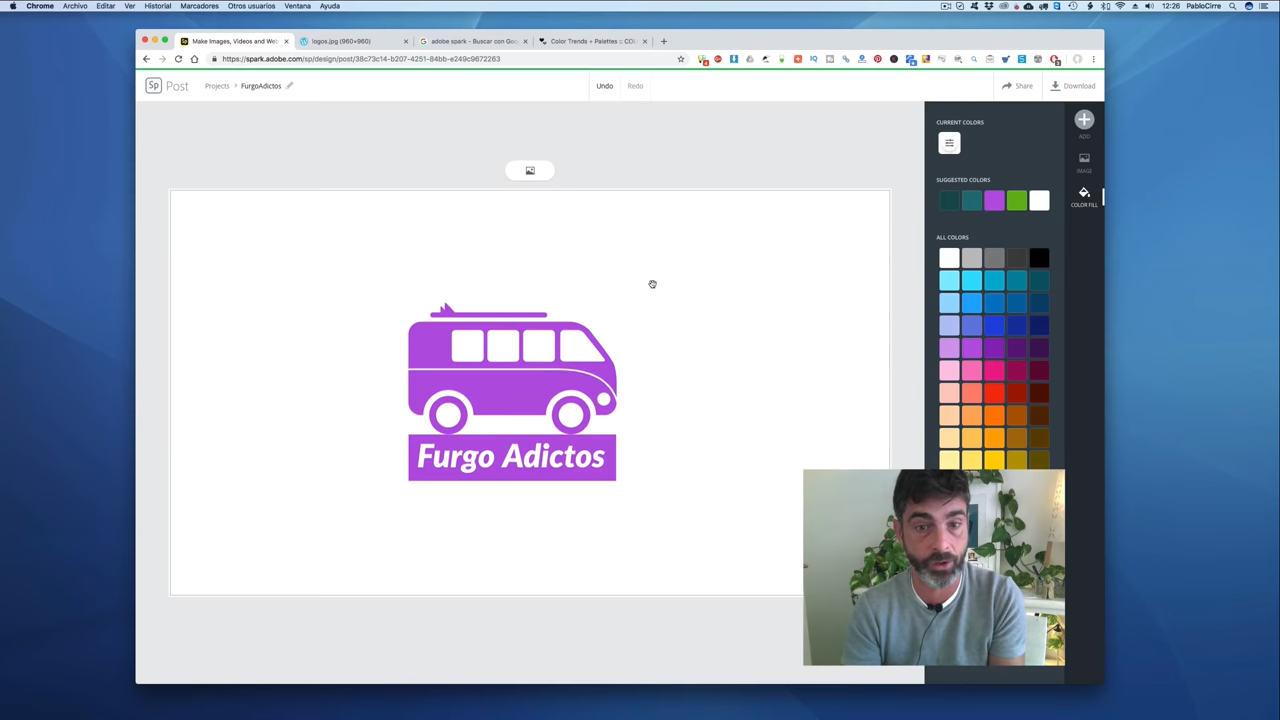 Chrome Archivo Editar Ver Historial Marcadores Otros usuarios Ventana Ayuda
12:26 PabloCirre
Make Images, Videos and Web
logos.jpg (960×960)
adobe spark - Buscar con Goo
Color Trends + Palettes :: COL
https://spark.adobe.com/sp/design/post/38c73c14-b207-4251-84bb-e249c9672263
Sp Post
Projects > FurgoAdictos
Undo Redo
Share Download
CURRENT COLORS
ADD
IMAGE
SUGGESTED COLORS
COLOR FILL
ALL COLORS
Furgo Adictos